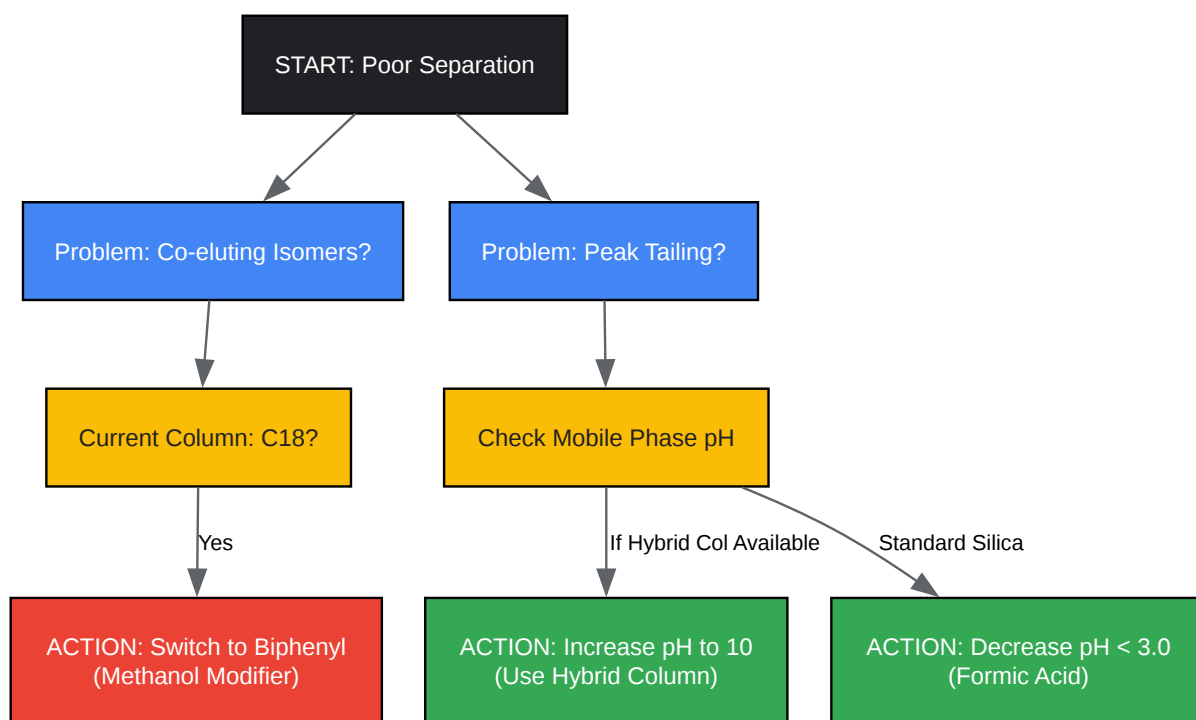 START: Poor Separation
Problem: Co-eluting Isomers?
Problem: Peak Tailing?
Current Column: C18?
Check Mobile Phase pH
Yes
If Hybrid Col Available
Standard Silica
ACTION: Switch to Biphenyl
(Methanol Modifier)
ACTION: Increase pH to 10
(Use Hybrid Column)
ACTION: Decrease pH < 3.0
(Formic Acid)